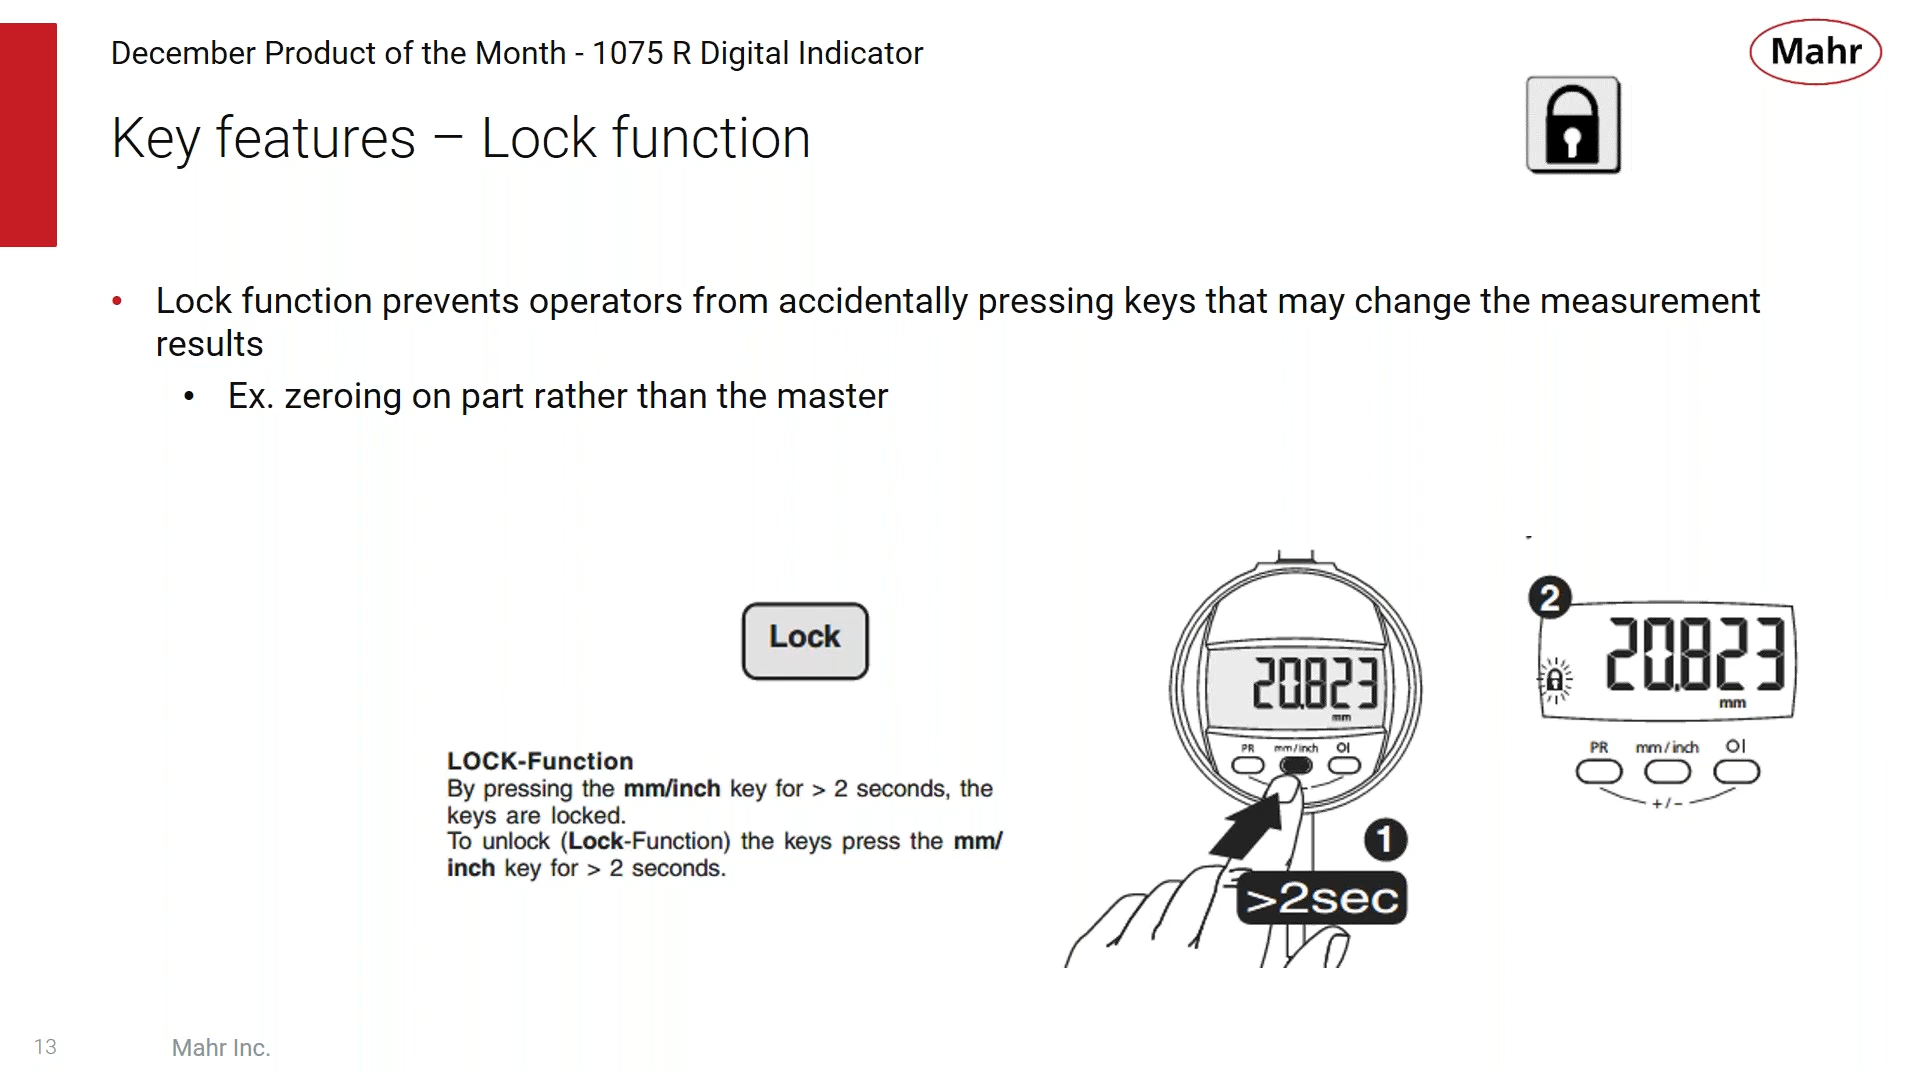 December Product of the Month - 1075 R Digital Indicator
Mahr
Key features – Lock function
• Lock function prevents operators from accidentally pressing keys that may change the measurement
results
• Ex. zeroing on part rather than the master
Lock
LOCK-Function
By pressing the mm/inch key for > 2 seconds, the
keys are locked.
To unlock (Lock-Function) the keys press the mm/
inch key for > 2 seconds.
20.823
mm
PR mm/inch OI
1
>2sec
2
20.823
mm
PR mm/inch OI
+/−
13 Mahr Inc.